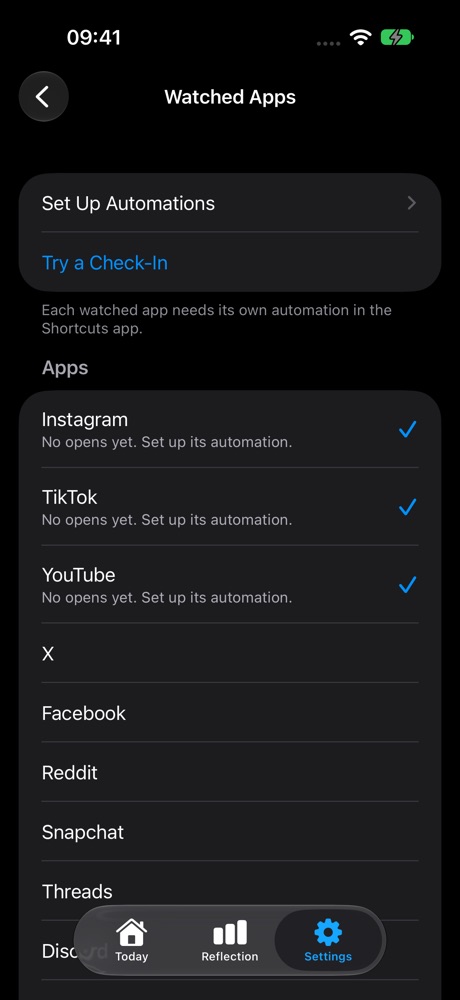 09:41
Watched Apps
Set Up Automations
Try a Check-In
Each watched app needs its own automation in the
Shortcuts app.
Apps
Instagram
No opens yet. Set up its automation.
TikTok
No opens yet. Set up its automation.
YouTube
No opens yet. Set up its automation.
X
Facebook
Reddit
Snapchat
Threads
Discord
Today
Reflection
Settings